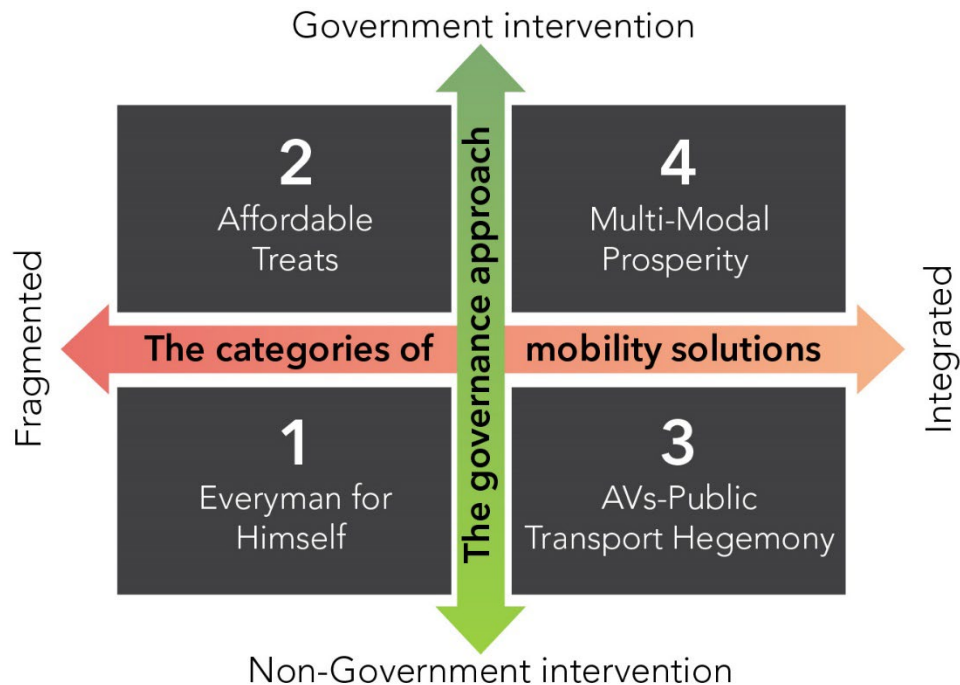 Government intervention
2
Affordable
Treats
4
Multi-Modal
Prosperity
The governance approach
Fragmented
The categories of mobility solutions
Integrated
1
Everyman for
Himself
3
AVs-Public
Transport Hegemony
Non-Government intervention